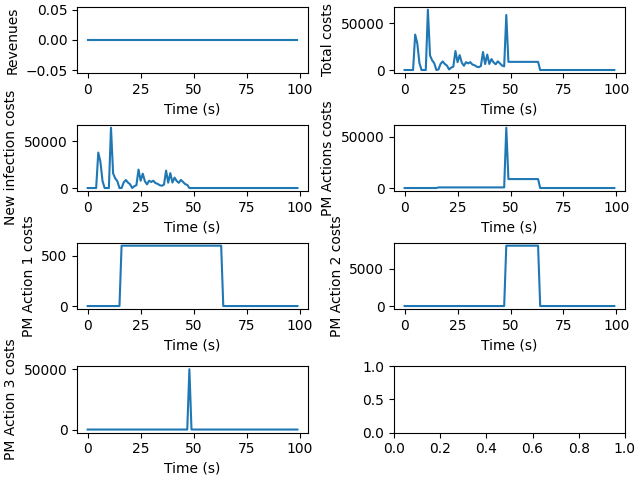 Revenues
0.05
0.00
−0.05
0 25 50 75 100
Time (s)
Total costs
50000
0
0 25 50 75 100
Time (s)
New infection costs
50000
0
0 25 50 75 100
Time (s)
PM Actions costs
50000
0
0 25 50 75 100
Time (s)
PM Action 1 costs
500
0
0 25 50 75 100
Time (s)
PM Action 2 costs
5000
0
0 25 50 75 100
Time (s)
PM Action 3 costs
50000
0
0 25 50 75 100
Time (s)
1.0
0.5
0.0
0.0 0.2 0.4 0.6 0.8 1.0